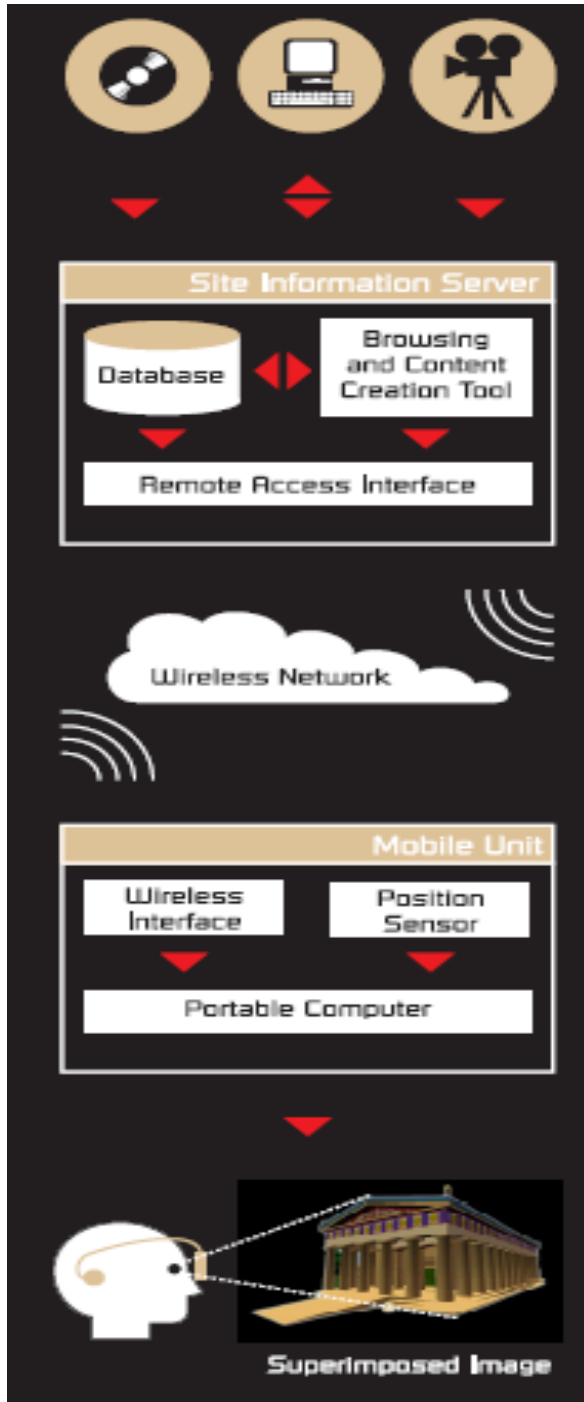 Site Information Server
Database
Browsing
and Content
Creation Tool
Remote Access Interface
Wireless Network
Mobile Unit
Wireless
Interface
Position
Sensor
Portable Computer
Superimposed Image